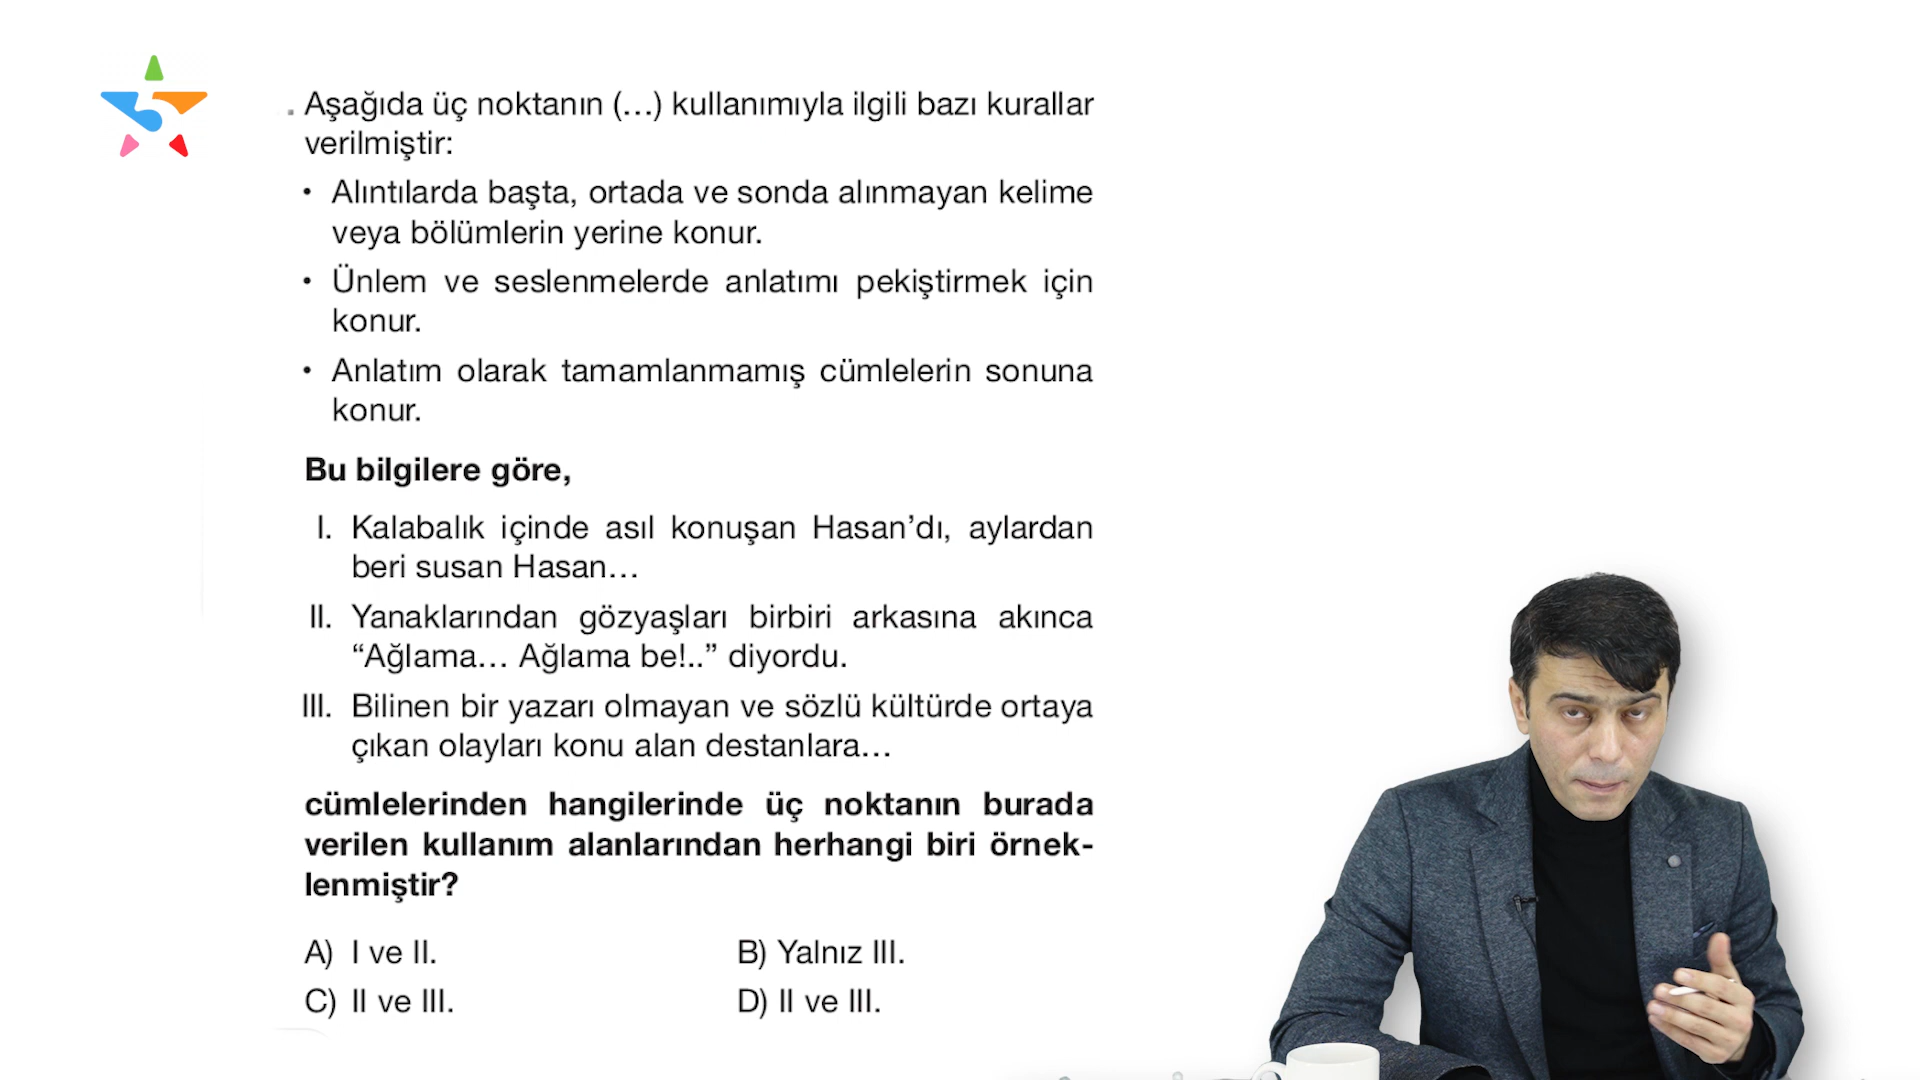 . Aşağıda üç noktanın (...) kullanımıyla ilgili bazı kurallar
verilmiştir:
• Alıntılarda başta, ortada ve sonda alınmayan kelime
veya bölümlerin yerine konur.
• Ünlem ve seslenmelerde anlatımı pekiştirmek için
konur.
• Anlatım olarak tamamlanmamış cümlelerin sonuna
konur.
Bu bilgilere göre,
I. Kalabalık içinde asıl konuşan Hasan’dı, aylardan
beri susan Hasan...
II. Yanaklarından gözyaşları birbiri arkasına akınca
“Ağlama... Ağlama be!..” diyordu.
III. Bilinen bir yazarı olmayan ve sözlü kültürde ortaya
çıkan olayları konu alan destanlara...
cümlelerinden hangilerinde üç noktanın burada
verilen kullanım alanlarından herhangi biri örnek-
lenmiştir?
A) I ve II. B) Yalnız III.
C) II ve III. D) II ve III.